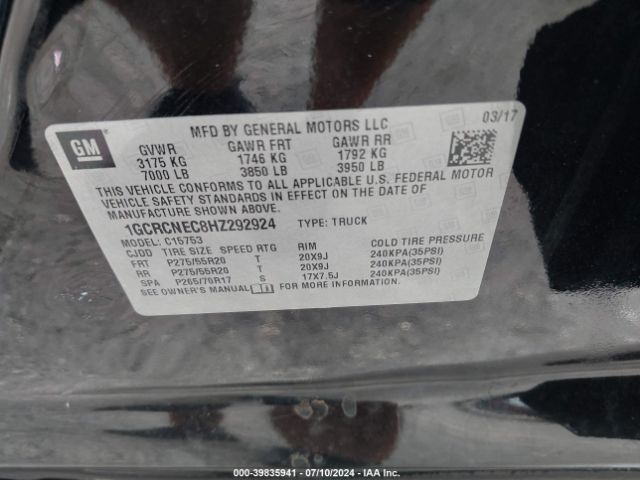 MFD BY GENERAL MOTORS LLC
03/17
GM
GVWR GAWR FRT GAWR RR
3175 KG 1746 KG 1792 KG
7000 LB 3850 LB 3950 LB
THIS VEHICLE CONFORMS TO ALL APPLICABLE U.S. FEDERAL MOTOR
VEHICLE SAFETY STANDARDS IN EFFECT ON THE DATE OF
MANUFACTURE SHOWN ABOVE.
1GCRCNEC8HZ292924 TYPE: TRUCK
MODEL: C15753
CJDD TIRE SIZE SPEED RTG RIM COLD TIRE PRESSURE
FRT P275/55R20 T 20X9J 240KPA(35PSI)
RR P275/55R20 T 20X9J 240KPA(35PSI)
SPA P265/70R17 S 17X7.5J 240KPA(35PSI)
SEE OWNER'S MANUAL FOR ADDITIONAL INFORMATION.
000-39835941 - 07/10/2024 - IAA Inc.